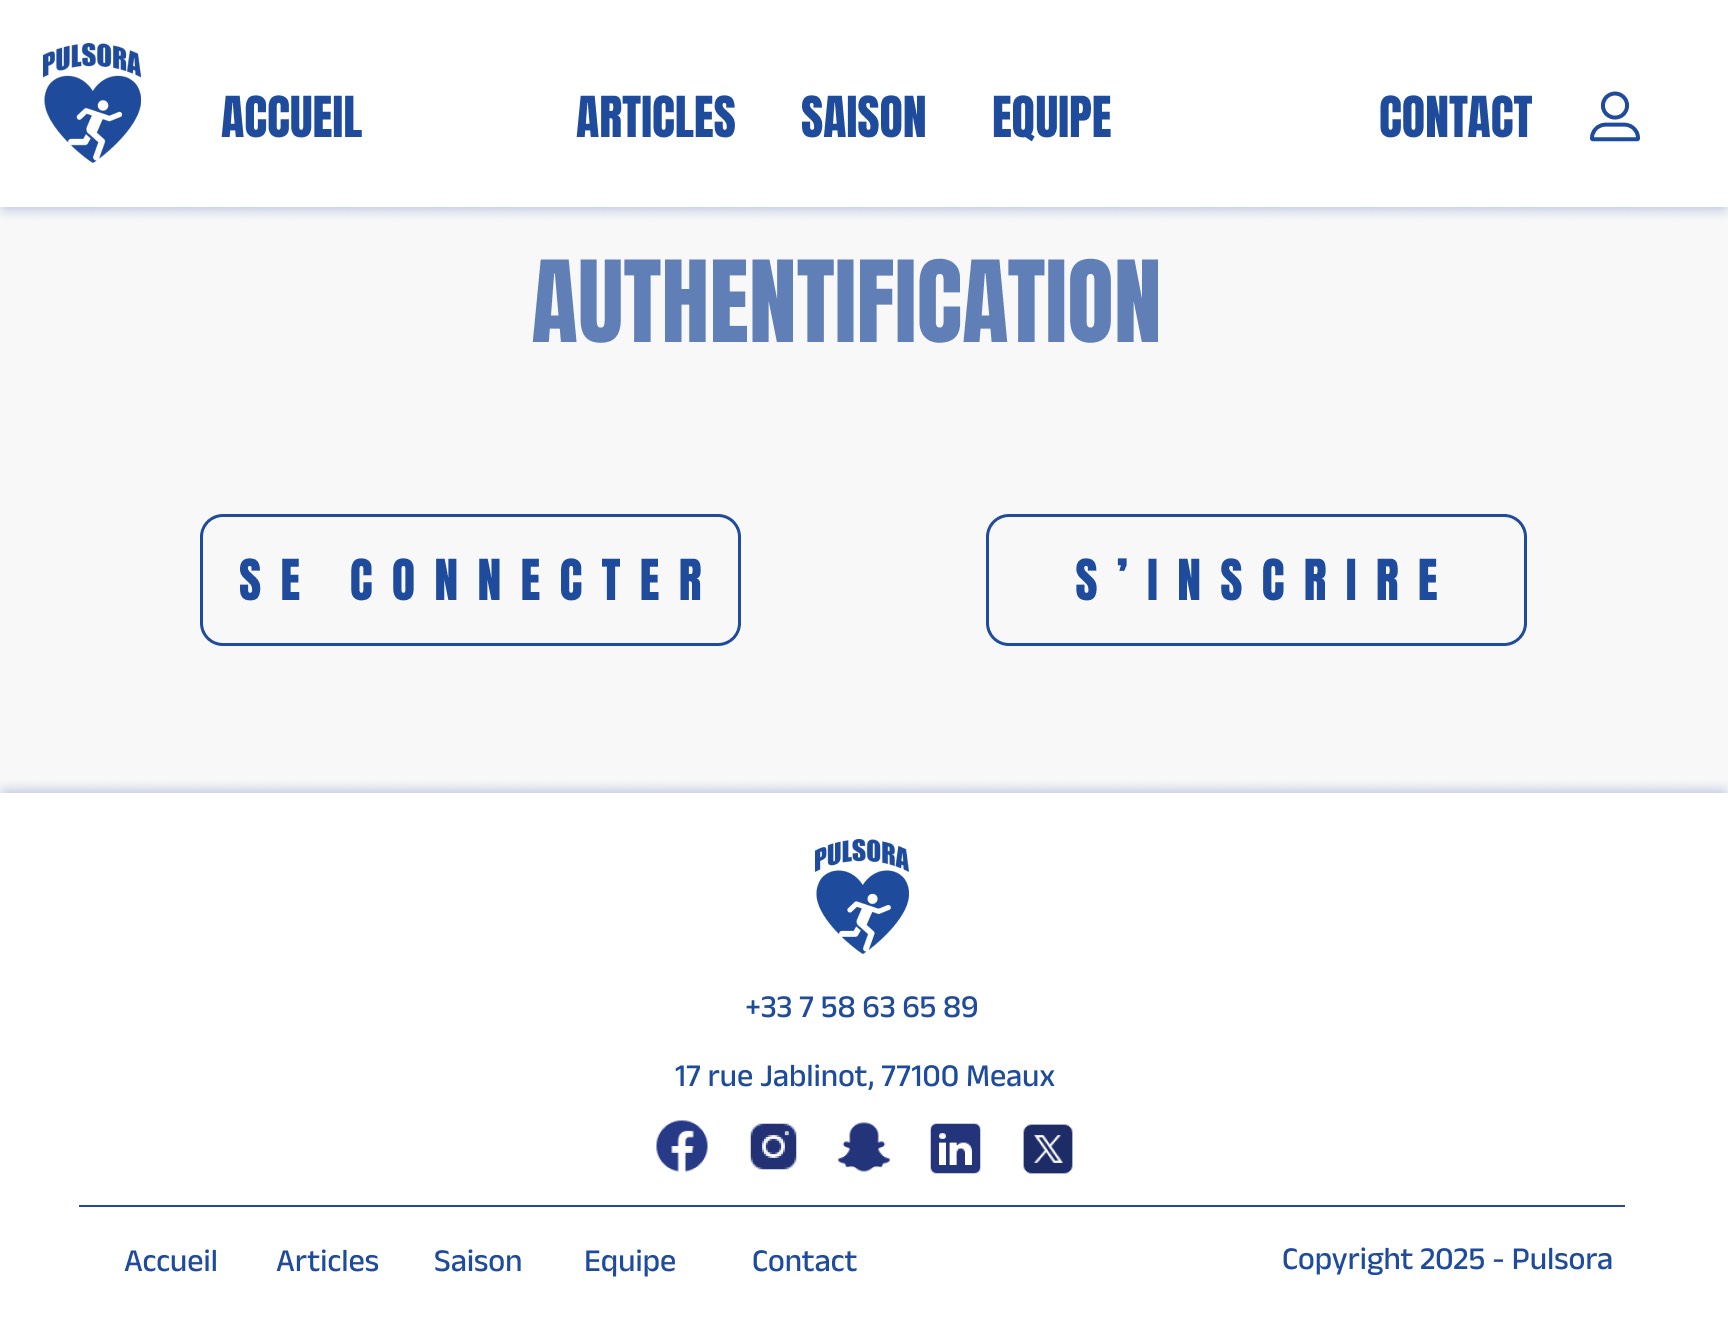 PULSORA
ACCUEIL ARTICLES SAISON EQUIPE CONTACT
AUTHENTIFICATION
SE CONNECTER S’INSCRIRE
PULSORA
+33 7 58 63 65 89
17 rue Jablinot, 77100 Meaux
Accueil Articles Saison Equipe Contact Copyright 2025 - Pulsora